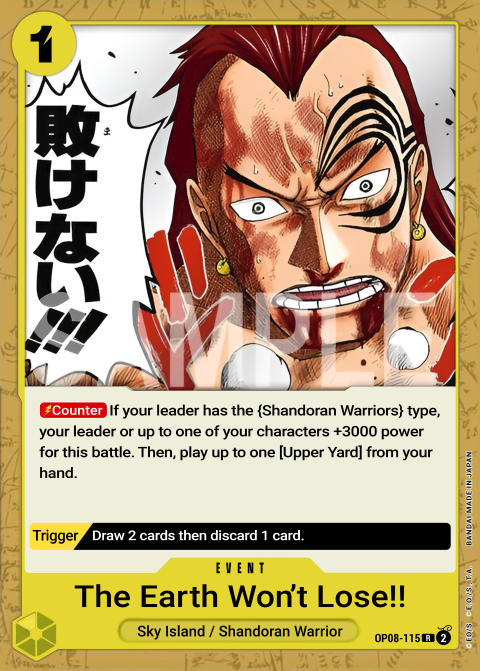 1
敗けない!!!
SAMPLE
Counter If your leader has the {Shandoran Warriors} type,
your leader or up to one of your characters +3000 power
for this battle. Then, play up to one [Upper Yard] from your
hand.
Trigger Draw 2 cards then discard 1 card.
EVENT
The Earth Won't Lose!!
Sky Island / Shandoran Warrior
OP08-115 R 2
©E.O/S. ©E.O./S.,T.A. BANDAI MADE IN JAPAN